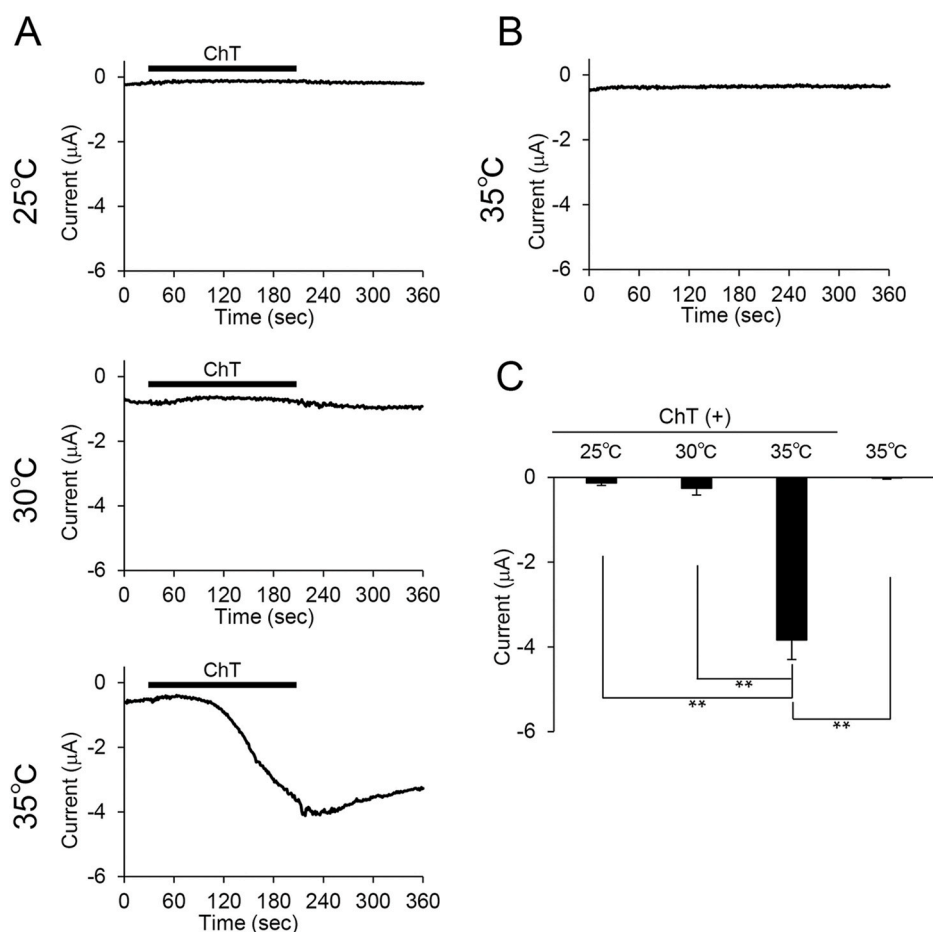 A
ChT
0
-2
-4
-6
Current (μA)
25°C
0 60 120 180 240 300 360
Time (sec)
ChT
0
-2
-4
-6
Current (μA)
30°C
0 60 120 180 240 300 360
Time (sec)
ChT
0
-2
-4
-6
Current (μA)
35°C
0 60 120 180 240 300 360
Time (sec)
B
0
-2
-4
-6
Current (μA)
35°C
0 60 120 180 240 300 360
Time (sec)
C
ChT (+)
25°C 30°C 35°C 35°C
0
-2
-4
-6
Current (μA)
**
**
**